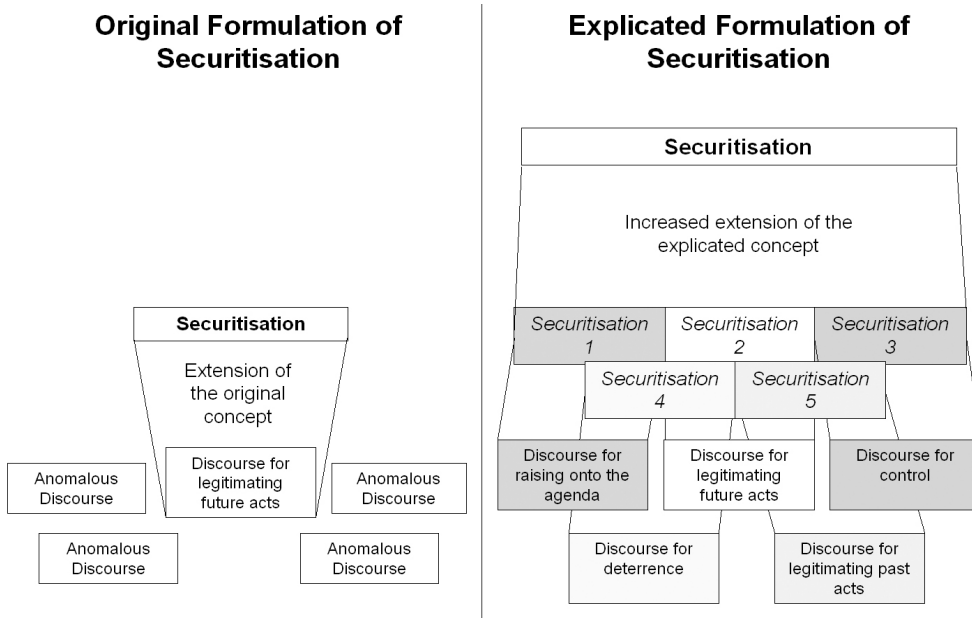 Original Formulation of
Securitisation
Securitisation
Extension of
the original
concept
Discourse for
legitimating
future acts
Anomalous
Discourse
Anomalous
Discourse
Anomalous
Discourse
Anomalous
Discourse
Explicated Formulation of
Securitisation
Securitisation
Increased extension of the
explicated concept
Securitisation
1
Securitisation
2
Securitisation
3
Securitisation
4
Securitisation
5
Discourse for
raising onto the
agenda
Discourse for
legitimating
future acts
Discourse for
control
Discourse for
deterrence
Discourse for
legitimating past
acts